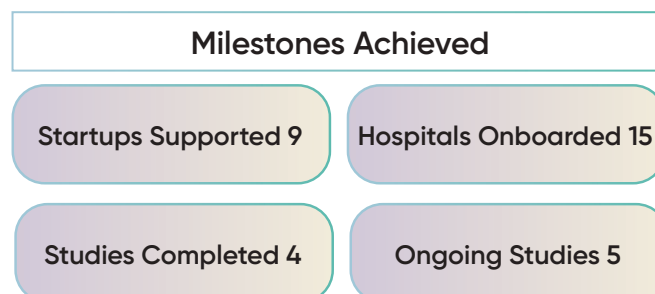 Milestones Achieved
Startups Supported 9
Hospitals Onboarded 15
Studies Completed 4
Ongoing Studies 5